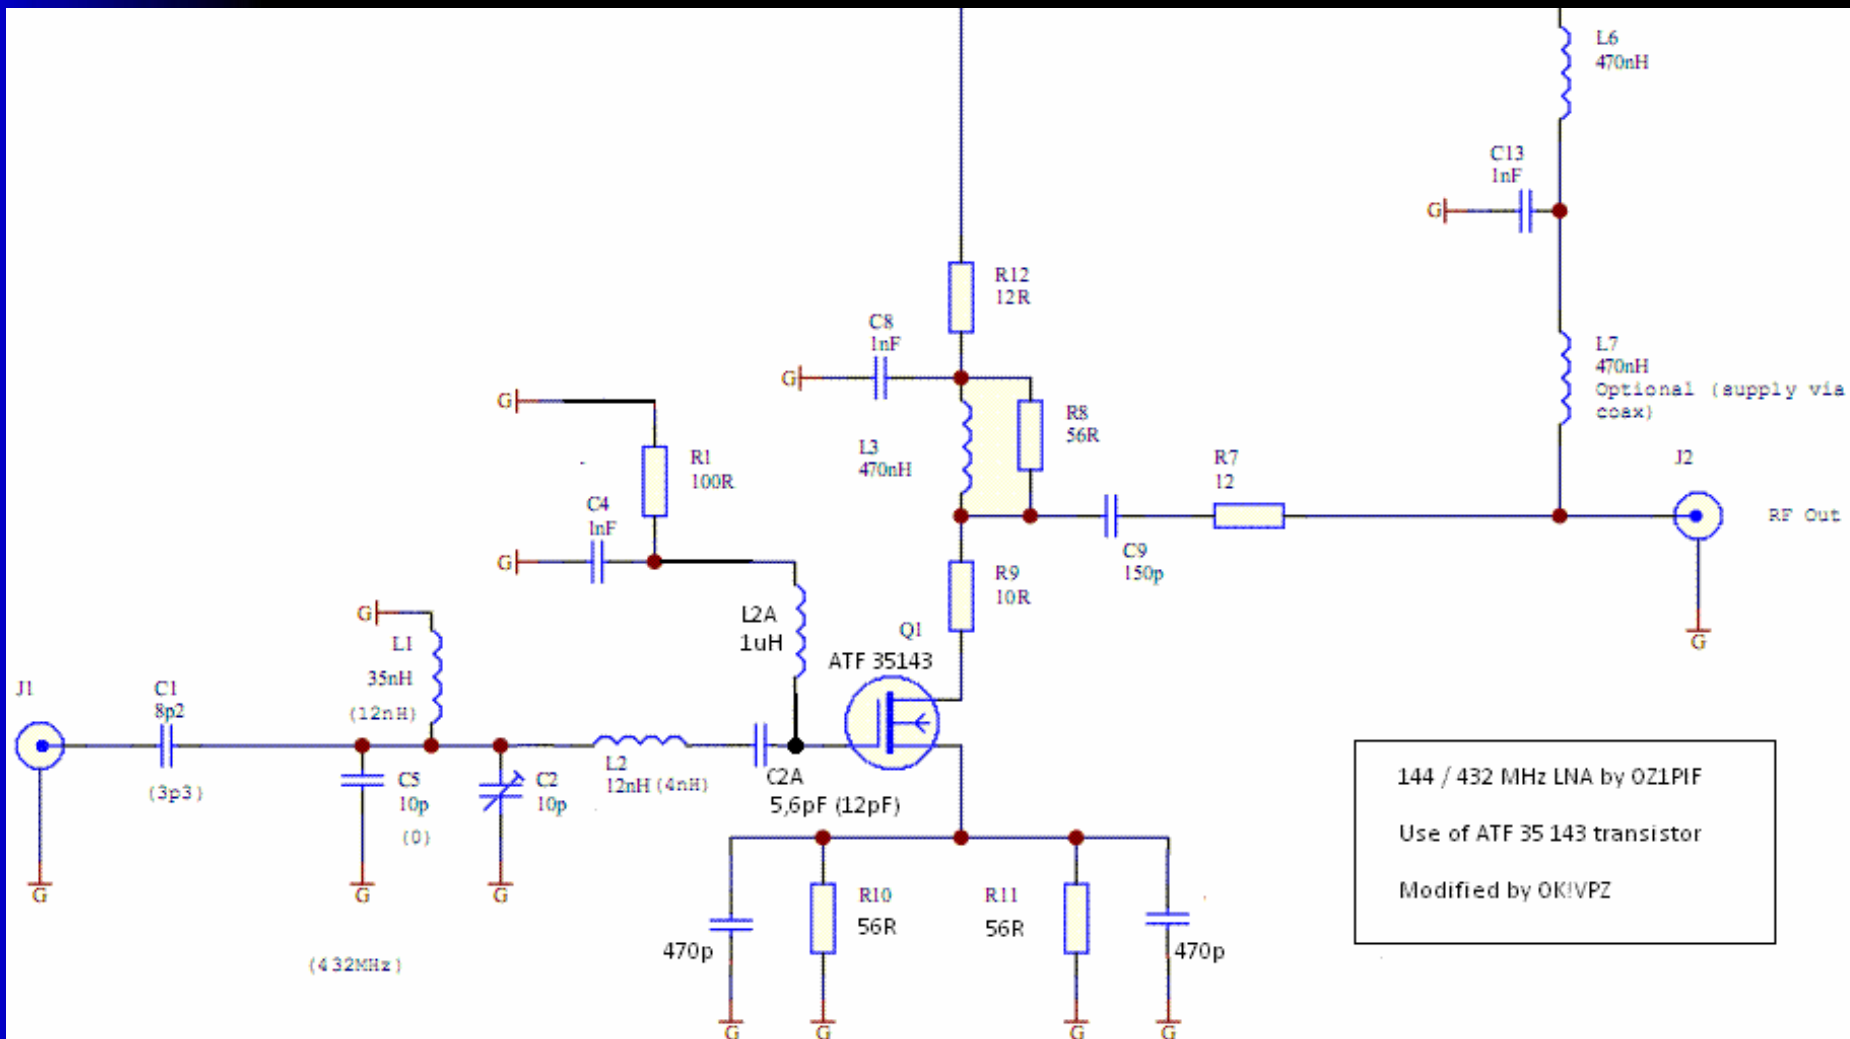 L6
470nH
C13
1nF
G
R12
12R
C8
1nF
G
L7
470nH
Optional (supply via
coax)
G
R8
56R
L3
470nH
R1
100R
R7
12
J2
RF Out
C4
1nF
G
C9
150p
R9
10R
G
L1
35nH
(12nH)
L2A
1uH
Q1
ATF 35143
G
J1
C1
8p2
(3p3)
C5
10p
(0)
C2
10p
L2
12nH (4nH)
C2A
5,6pF (12pF)
G
G
G
144 / 432 MHz LNA by OZ1PIF
Use of ATF 35 143 transistor
Modified by OK!VPZ
R10
56R
R11
56R
470p
470p
(432MHz)
G
G
G
G